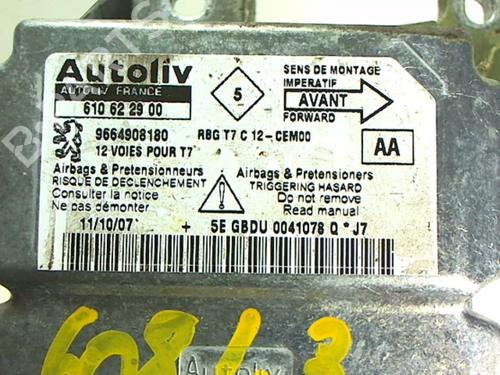 Autoliv
AUTOLIV FRANCE
610 62 29 00
5
SENS DE MONTAGE
IMPERATIF
AVANT
FORWARD
9664908180
RBG T7 C 12-CEM00
12 VOIES POUR T7
AA
Airbags & Pretensionneurs
RISQUE DE DECLENCHEMENT
Consulter la notice
Ne pas démonter
!
Airbags & Pretensioners
TRIGGERING HASARD
Do not remove
Read manual
11/10/07
+ 5E GBDU 0041078 Q * J7
Autoliv